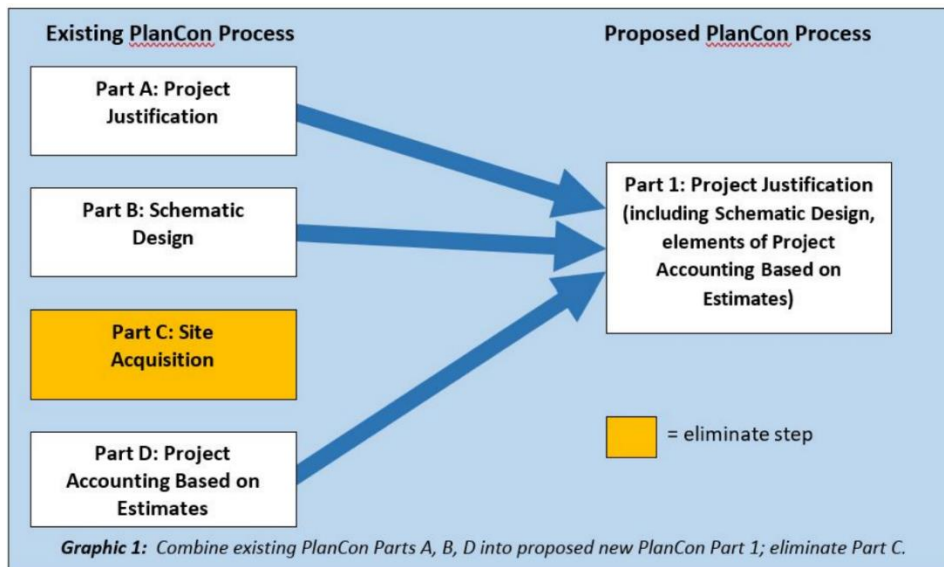 Existing PlanCon Process
Proposed PlanCon Process
Part A: Project
Justification
Part B: Schematic
Design
Part C: Site
Acquisition
Part D: Project
Accounting Based on
Estimates
Part 1: Project Justification
(including Schematic Design,
elements of Project
Accounting Based on
Estimates)
= eliminate step
Graphic 1: Combine existing PlanCon Parts A, B, D into proposed new PlanCon Part 1; eliminate Part C.